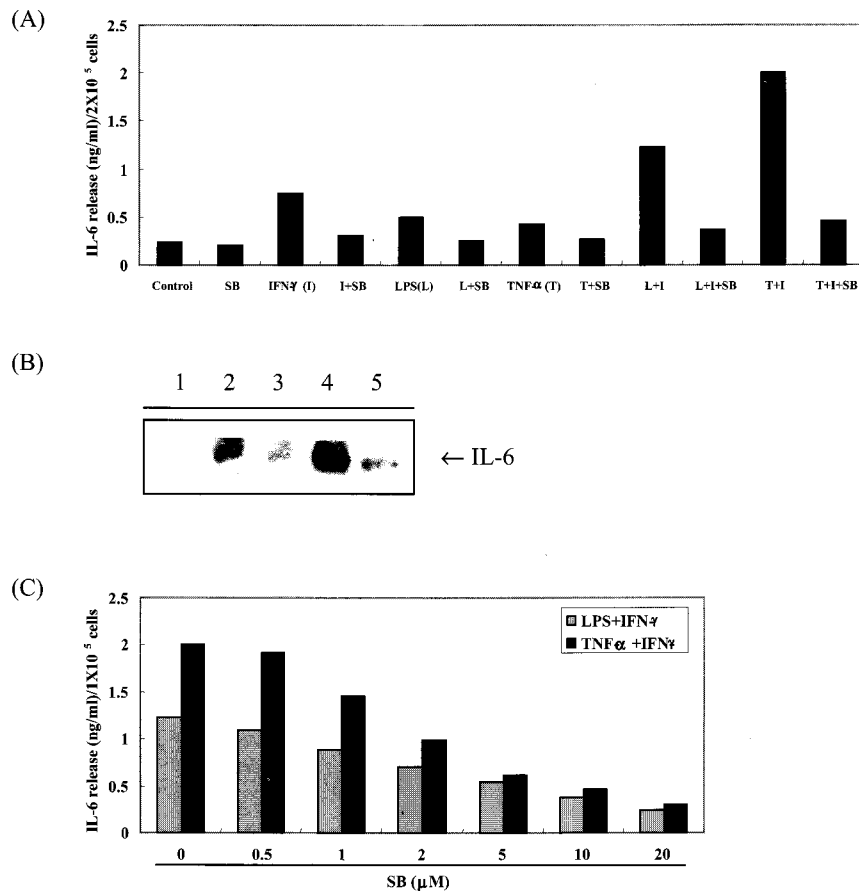 (A)
IL-6 release (ng/ml)/2X10 ⁵ cells
2.5
2
1.5
1
0.5
0
Control SB IFN-γ (I) I+SB LPS(L) L+SB TNF-α (T) T+SB L+I L+I+SB T+I T+I+SB
(B)
1 2 3 4 5
← IL-6
(C)
IL-6 release (ng/ml)/1X10 ⁵ cells
2.5
2
1.5
1
0.5
0
LPS+IFN-γ
TNFα +IFNγ
0 0.5 1 2 5 10 20
SB (μM)